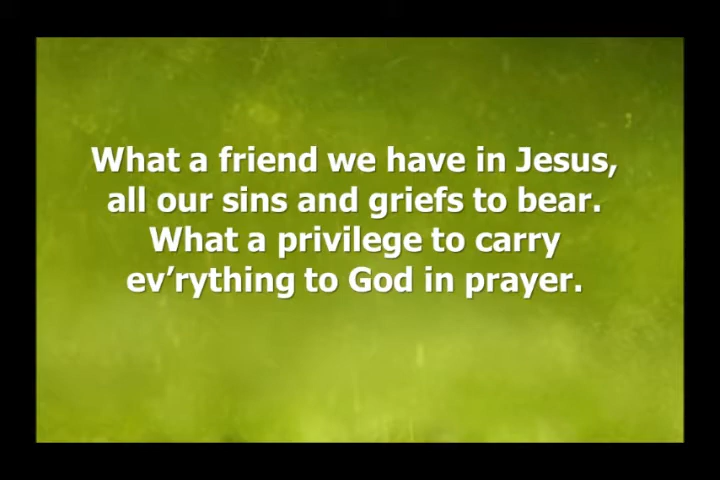 What a friend we have in Jesus,
all our sins and griefs to bear.
What a privilege to carry
ev’rything to God in prayer.